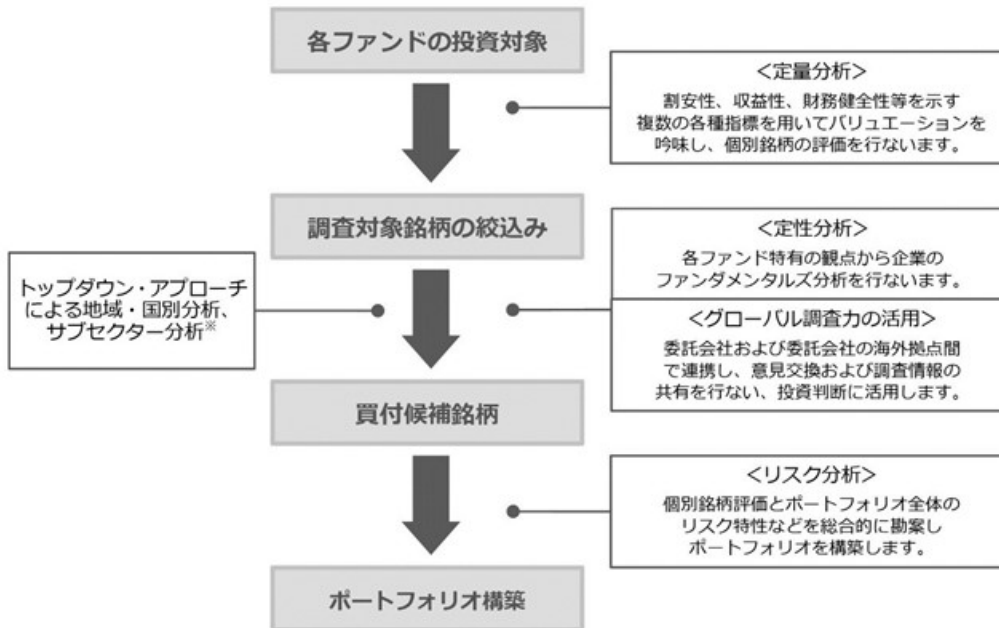 各ファンドの投資対象
<定量分析>
割安性、収益性、財務健全性等を示す
複数の各種指標を用いてバリュエーションを
吟味し、個別銘柄の評価を行ないます。
調査対象銘柄の絞込み
<定性分析>
各ファンド特有の観点から企業の
ファンダメンタルズ分析を行ないます。
トップダウン・アプローチ
による地域・国別分析、
サブセクター分析※
<グローバル調査力の活用>
委託会社および委託会社の海外拠点間
で連携し、意見交換および調査情報の
共有を行ない、投資判断に活用します。
買付候補銘柄
<リスク分析>
個別銘柄評価とポートフォリオ全体の
リスク特性などを総合的に勘案し
ポートフォリオを構築します。
ポートフォリオ構築